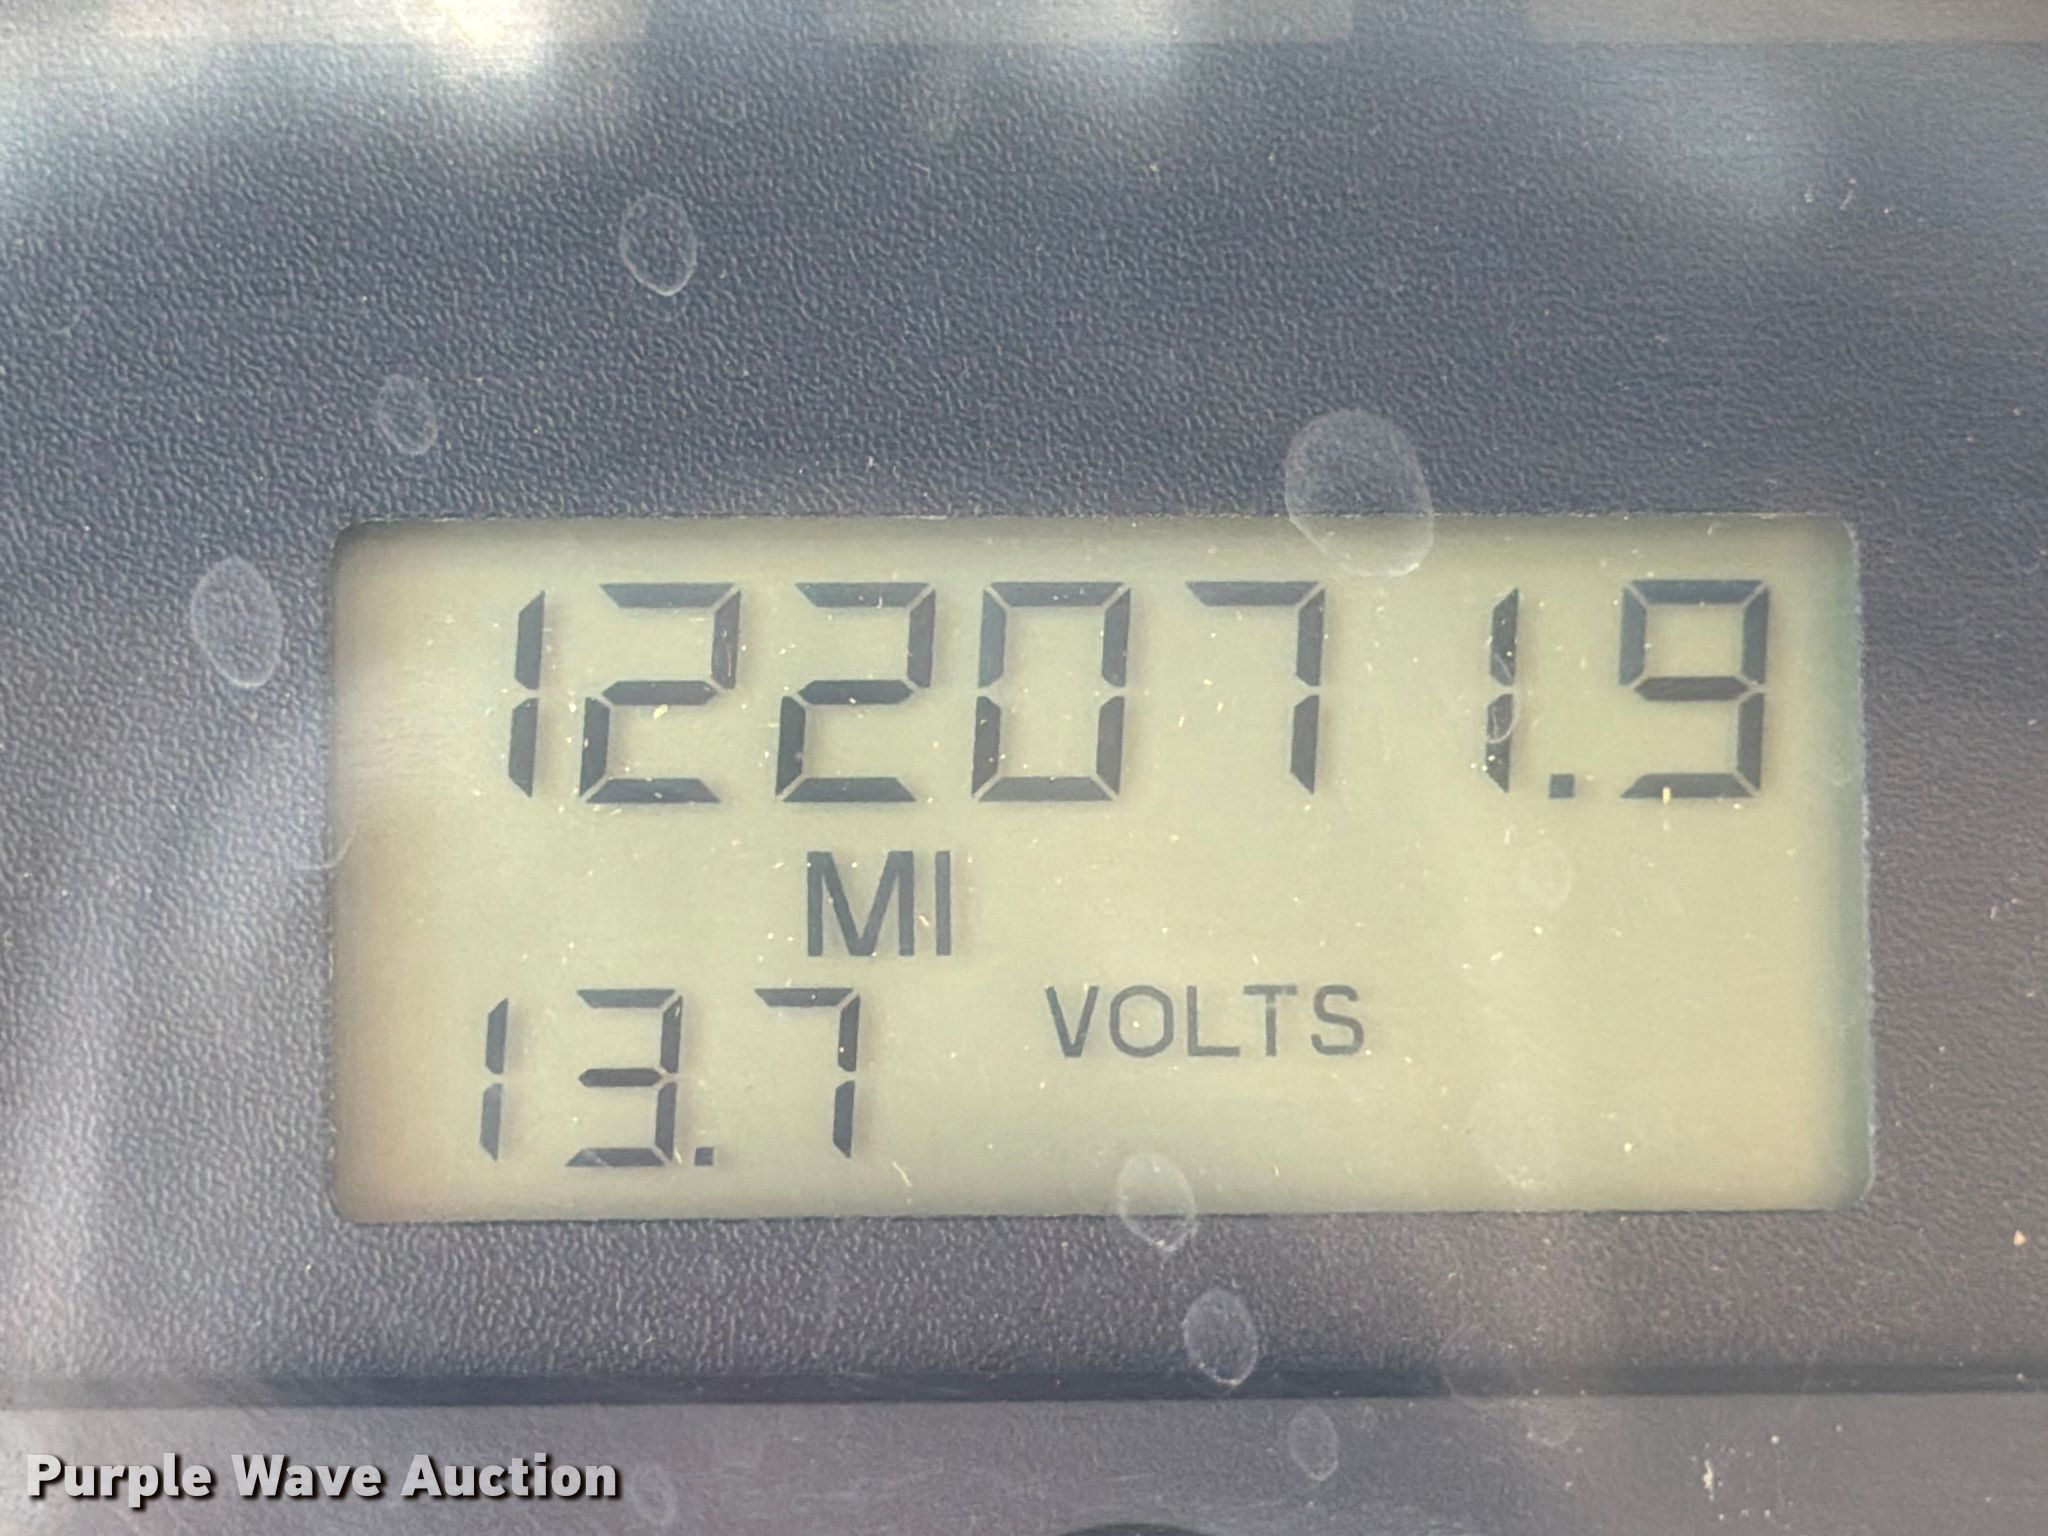 122071.9
MI
13.7 VOLTS
Purple Wave Auction